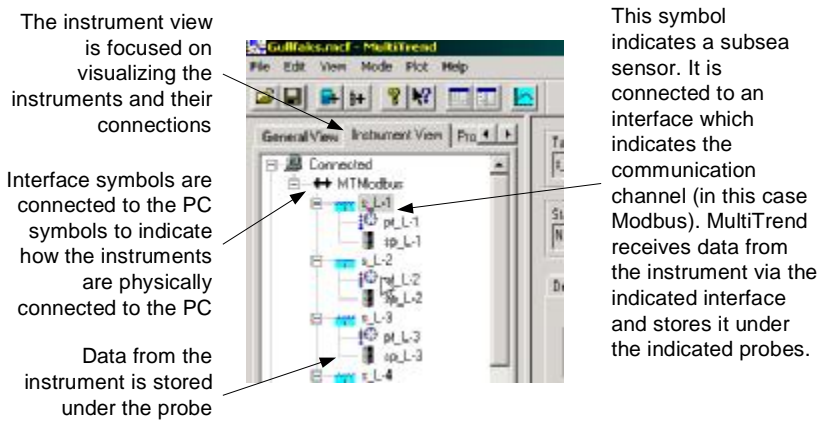 The instrument view
is focused on
visualizing the
instruments and their
connections
Interface symbols are
connected to the PC
symbols to indicate
how the instruments
are physically
connected to the PC
Data from the
instrument is stored
under the probe
Gullfaks.mcf - MultiTrend
File Edit View Mode Plot Help
General View Instrument View Pro
Connected
MTModbus
s_L-1
pt_L-1
sp_L-1
s_L-2
pt_L-2
sp_L-2
s_L-3
pt_L-3
sp_L-3
s_L-4
This symbol
indicates a subsea
sensor. It is
connected to an
interface which
indicates the
communication
channel (in this case
Modbus). MultiTrend
receives data from
the instrument via the
indicated interface
and stores it under
the indicated probes.